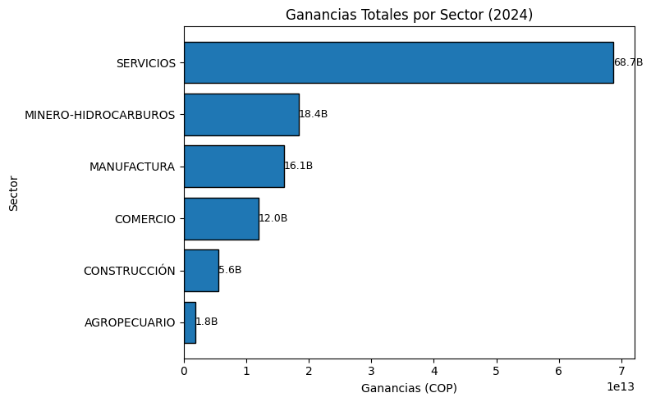 Ganancias Totales por Sector (2024)
SERVICIOS
68.7B
MINERO-HIDROCARBUROS
18.4B
MANUFACTURA
16.1B
COMERCIO
12.0B
CONSTRUCCIÓN
5.6B
AGROPECUARIO
1.8B
Sector
0 1 2 3 4 5 6 7
1e13
Ganancias (COP)